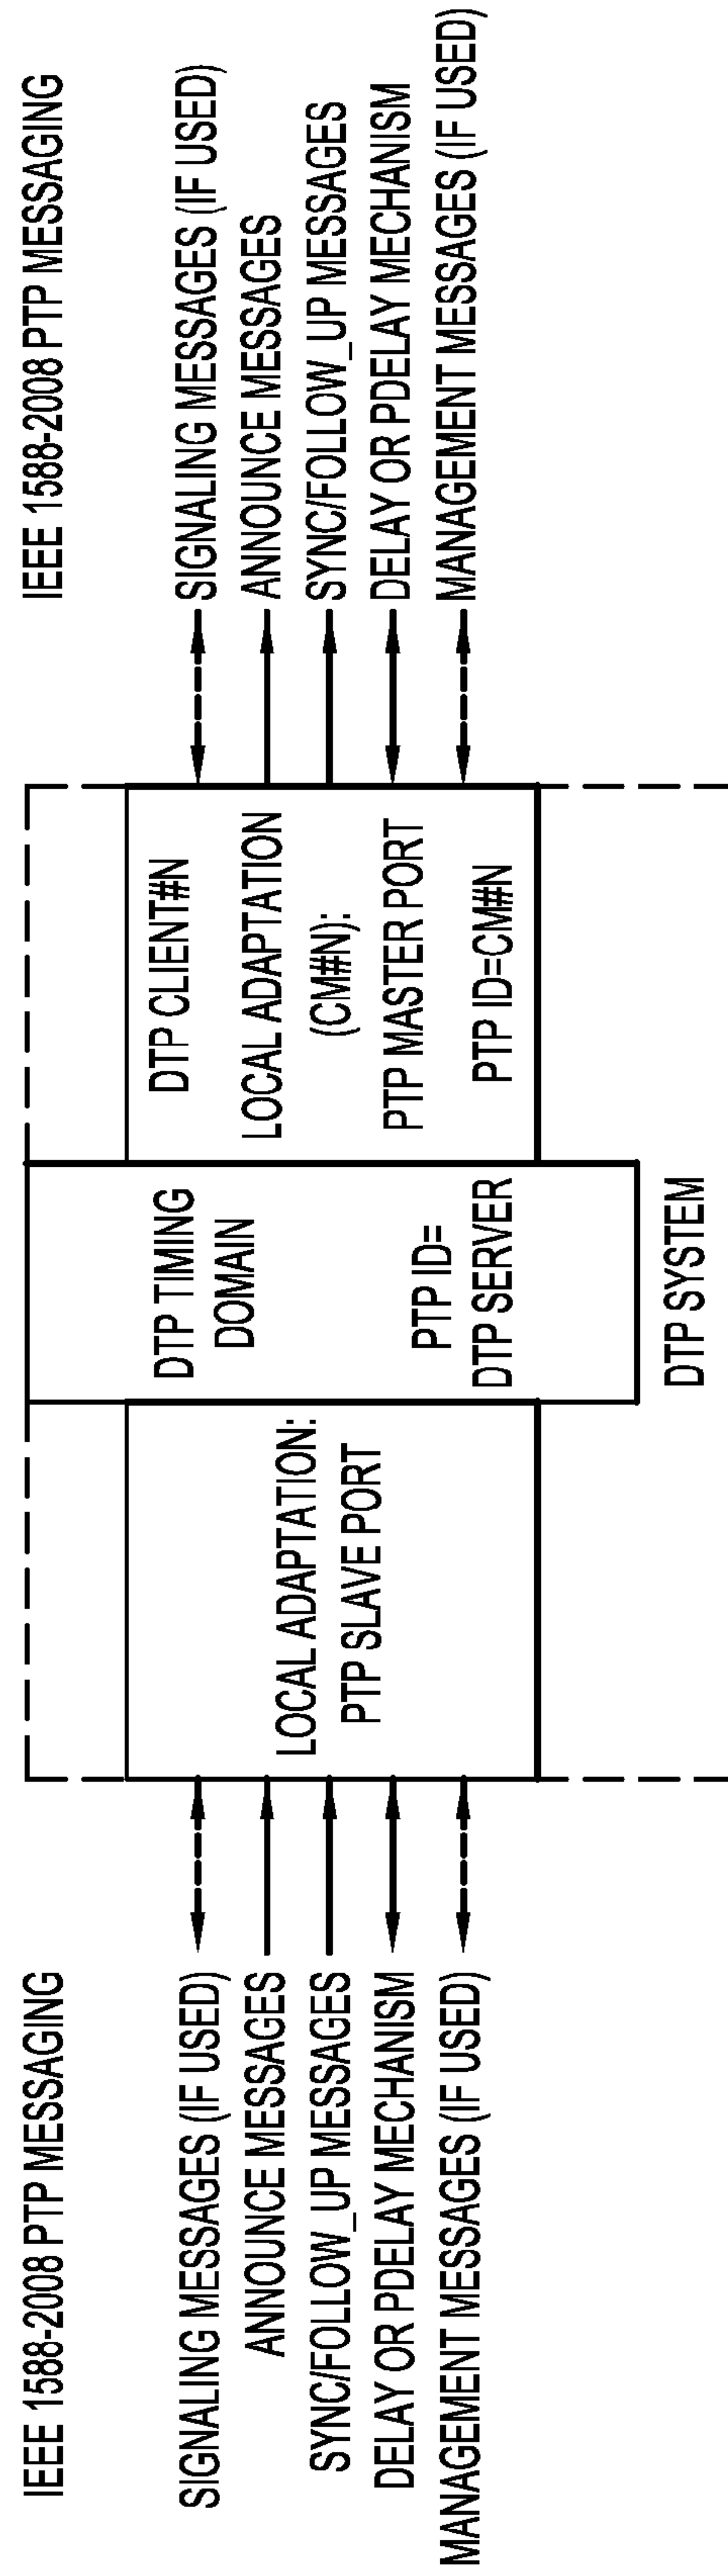 IEEE 1588-2008 PTP MESSAGING
SIGNALING MESSAGES (IF USED)
ANNOUNCE MESSAGES
SYNC/FOLLOW_UP MESSAGES
DELAY OR PDELAY MECHANISM
MANAGEMENT MESSAGES (IF USED)
LOCAL ADAPTATION:
PTP SLAVE PORT
DTP TIMING
DOMAIN
PTP ID=
DTP SERVER
DTP SYSTEM
DTP CLIENT#N
LOCAL ADAPTATION
(CM#N):
PTP MASTER PORT
PTP ID=CM#N
IEEE 1588-2008 PTP MESSAGING
SIGNALING MESSAGES (IF USED)
ANNOUNCE MESSAGES
SYNC/FOLLOW_UP MESSAGES
DELAY OR PDELAY MECHANISM
MANAGEMENT MESSAGES (IF USED)